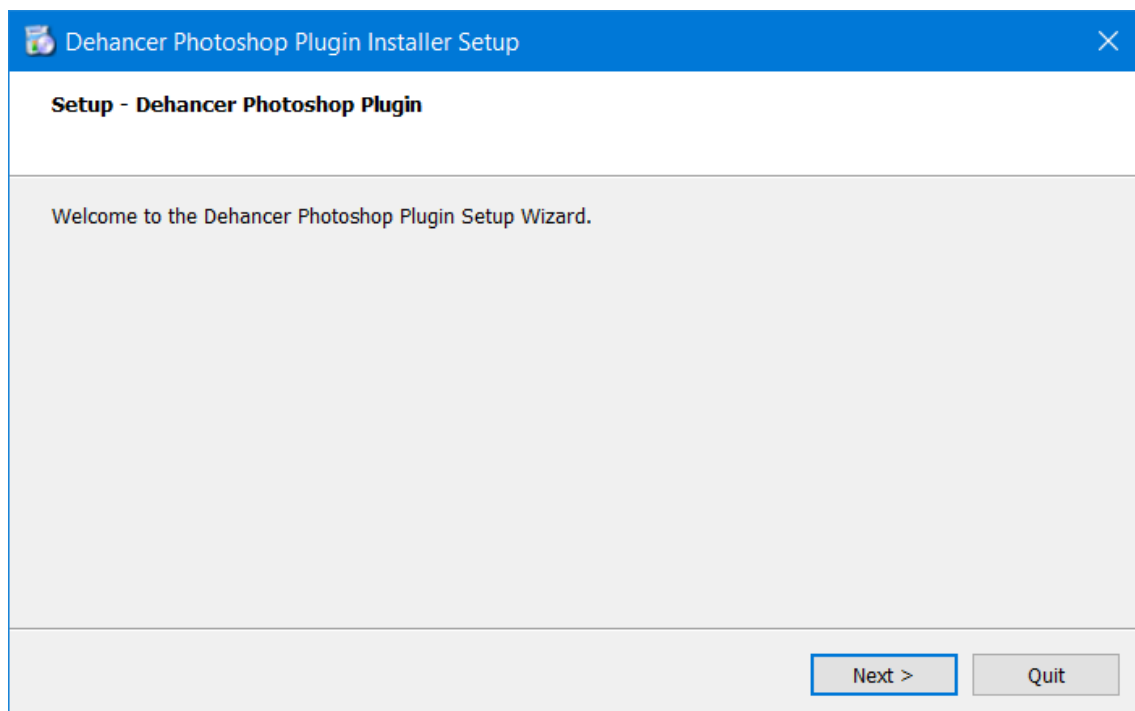 Dehancer Photoshop Plugin Installer Setup
Setup - Dehancer Photoshop Plugin
Welcome to the Dehancer Photoshop Plugin Setup Wizard.
Next >
Quit